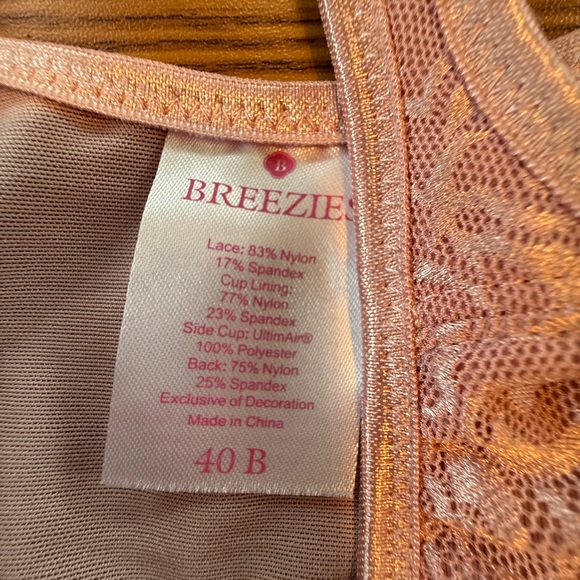 B
BREEZIES
Lace: 83% Nylon
17% Spandex
Cup Lining:
77% Nylon
23% Spandex
Side Cup: UltimAir®
100% Polyester
Back: 75% Nylon
25% Spandex
Exclusive of Decoration
Made in China
40 B